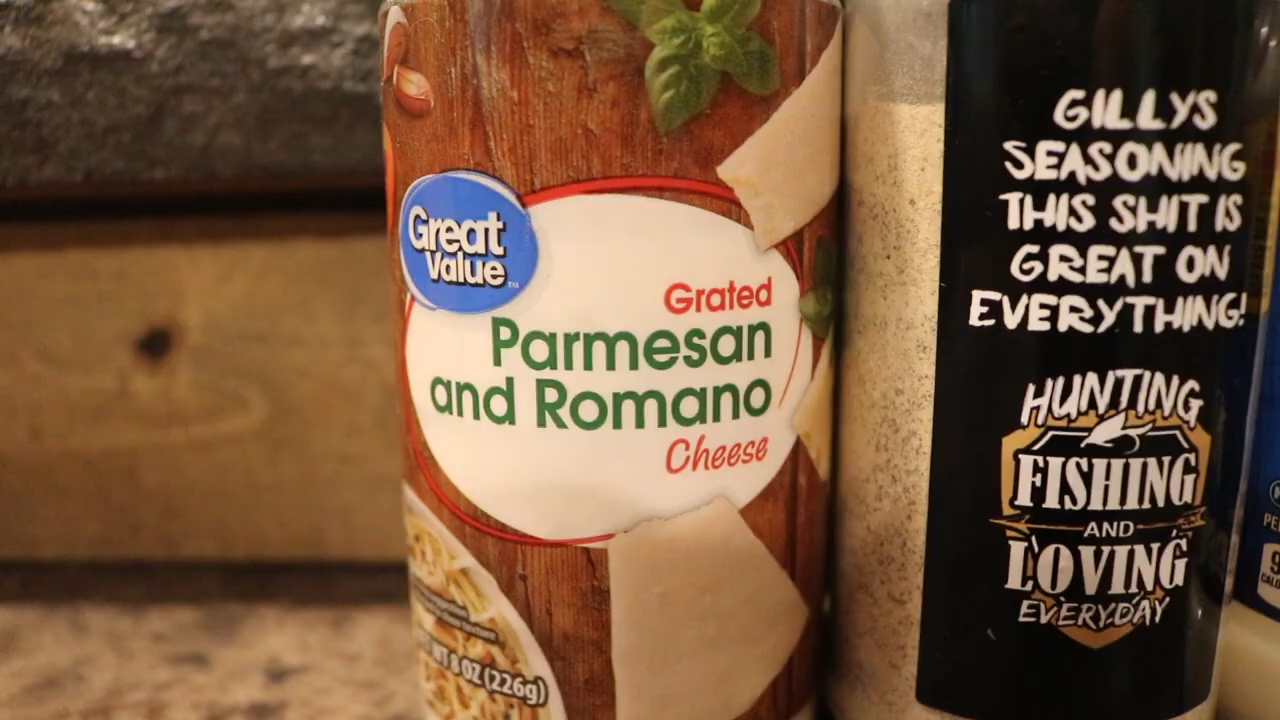 Great
Value
Grated
Parmesan
and Romano
Cheese
WT 8 OZ (226g)
GILLYS
SEASONING
THIS SHIT IS
GREAT ON
EVERYTHING!
HUNTING
FISHING
AND
LOVING
EVERYDAY